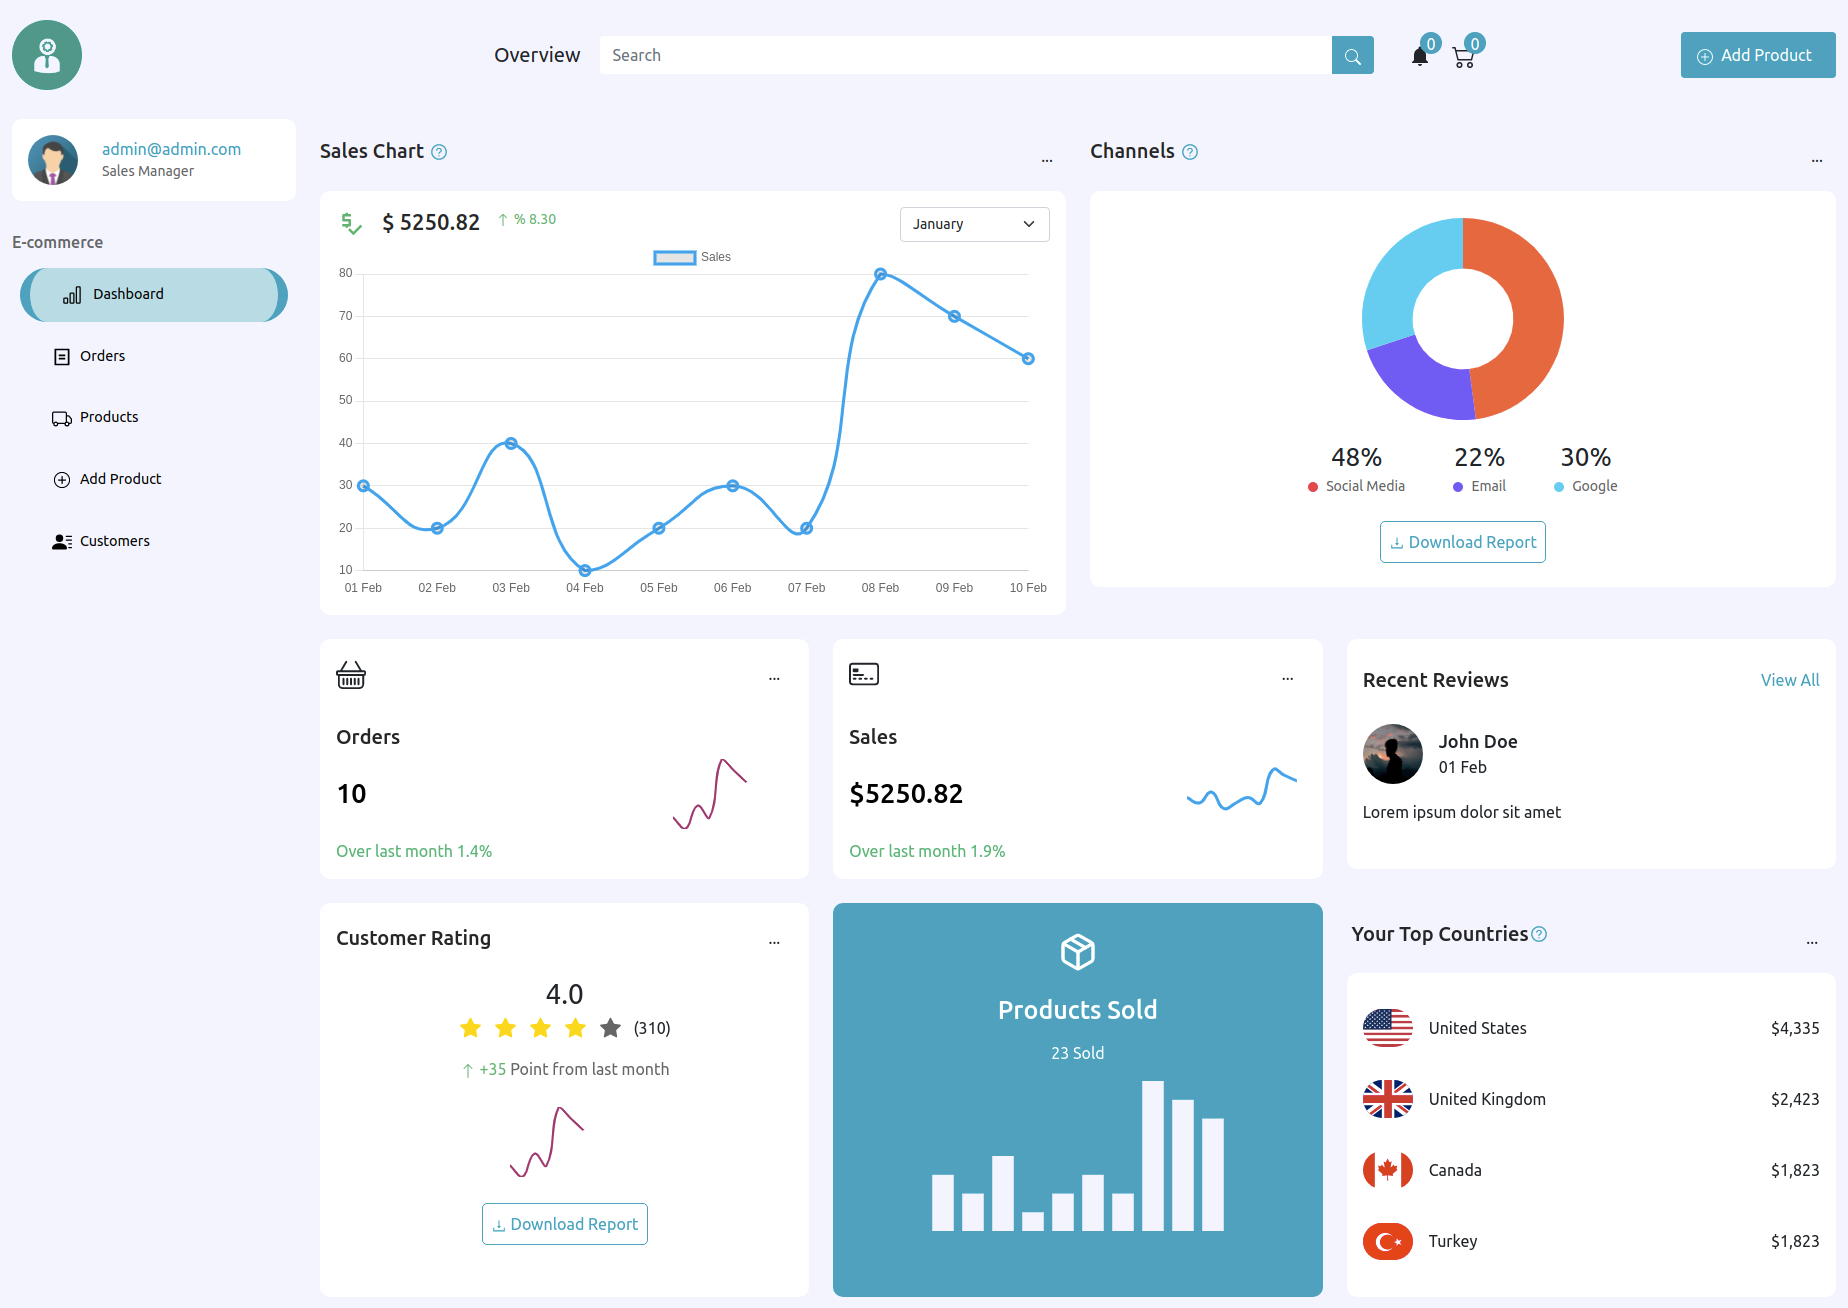 Overview
Search
0
0
Add Product
admin@admin.com
Sales Manager
E-commerce
Dashboard
Orders
Products
Add Product
Customers
Sales Chart
...
$ 5250.82
% 8.30
January
Sales
80
70
60
50
40
30
20
10
01 Feb
02 Feb
03 Feb
04 Feb
05 Feb
06 Feb
07 Feb
08 Feb
09 Feb
10 Feb
Channels
...
48%
Social Media
22%
Email
30%
Google
Download Report
...
Orders
10
Over last month 1.4%
...
Sales
$5250.82
Over last month 1.9%
Recent Reviews
View All
John Doe
01 Feb
Lorem ipsum dolor sit amet
Customer Rating
...
4.0
(310)
+35 Point from last month
Download Report
Products Sold
23 Sold
Your Top Countries
...
United States
$4,335
United Kingdom
$2,423
Canada
$1,823
Turkey
$1,823